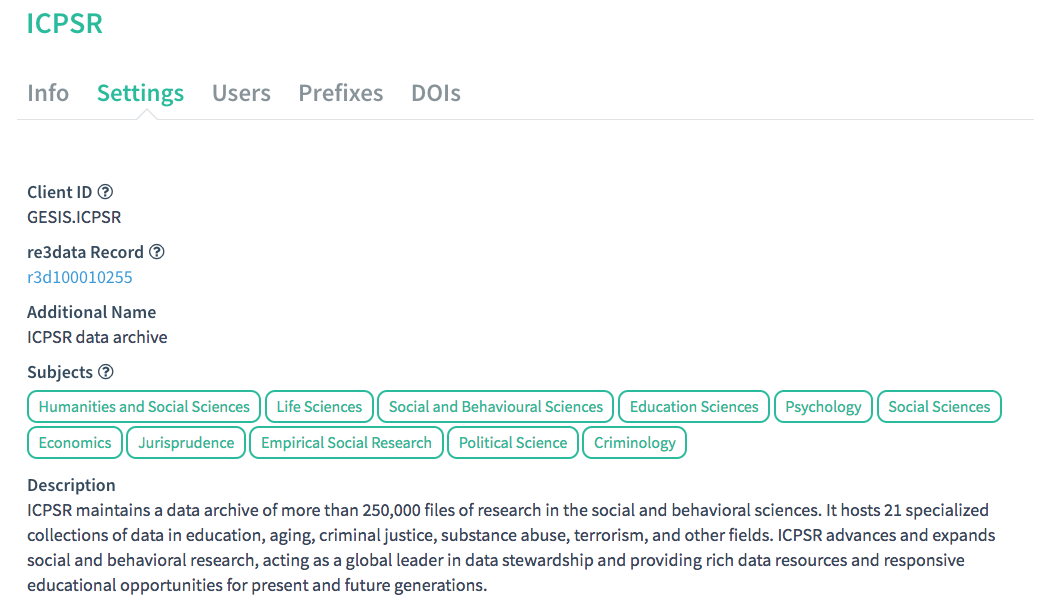 ICPSR
Info Settings Users Prefixes DOIs
Client ID ?
GESIS.ICPSR
re3data Record ?
r3d100010255
Additional Name
ICPSR data archive
Subjects ?
Humanities and Social Sciences Life Sciences Social and Behavioural Sciences Education Sciences Psychology Social Sciences
Economics Jurisprudence Empirical Social Research Political Science Criminology
Description
ICPSR maintains a data archive of more than 250,000 files of research in the social and behavioral sciences. It hosts 21 specialized
collections of data in education, aging, criminal justice, substance abuse, terrorism, and other fields. ICPSR advances and expands
social and behavioral research, acting as a global leader in data stewardship and providing rich data resources and responsive
educational opportunities for present and future generations.